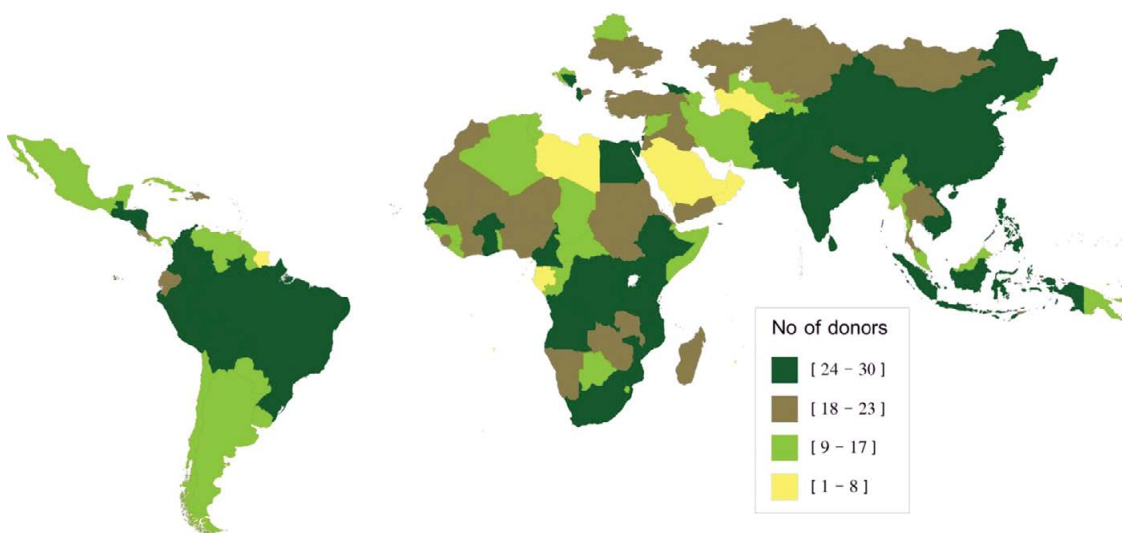 No of donors
[ 24 – 30 ]
[ 18 – 23 ]
[ 9 – 17 ]
[ 1 – 8 ]